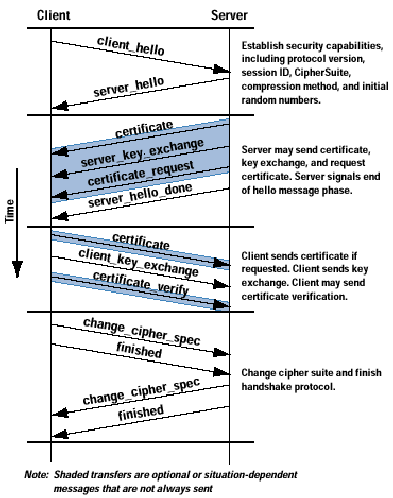 Client
Server
client_hello
server_hello
Establish security capabilities,
including protocol version,
session ID, CipherSuite,
compression method, and initial
random numbers.
certificate
server_key_exchange
certificate_request
server_hello_done
Server may send certificate,
key exchange, and request
certificate. Server signals end
of hello message phase.
Time
certificate
client_key_exchange
certificate_verify
Client sends certificate if
requested. Client sends key
exchange. Client may send
certificate verification.
change_cipher_spec
finished
change_cipher_spec
finished
Change cipher suite and finish
handshake protocol.
Note: Shaded transfers are optional or situation-dependent
messages that are not always sent